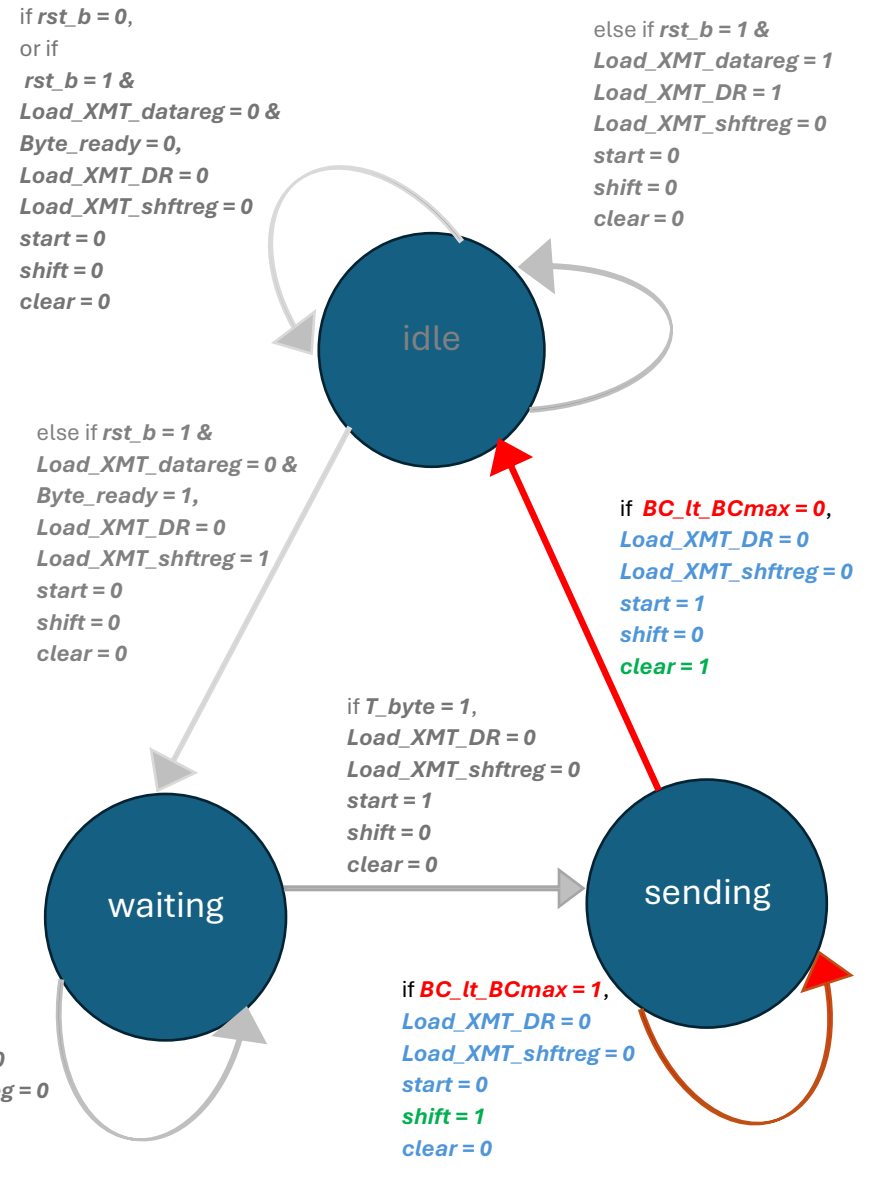 if rst_b = 0,
or if
rst_b = 1 &
Load_XMT_datareg = 0 &
Byte_ready = 0,
Load_XMT_DR = 0
Load_XMT_shftreg = 0
start = 0
shift = 0
clear = 0
else if rst_b = 1 &
Load_XMT_datareg = 1
Load_XMT_DR = 1
Load_XMT_shftreg = 0
start = 0
shift = 0
clear = 0
idle
else if rst_b = 1 &
Load_XMT_datareg = 0 &
Byte_ready = 1,
Load_XMT_DR = 0
Load_XMT_shftreg = 1
start = 0
shift = 0
clear = 0
if BC_lt_BCmax = 0,
Load_XMT_DR = 0
Load_XMT_shftreg = 0
start = 1
shift = 0
clear = 1
if T_byte = 1,
Load_XMT_DR = 0
Load_XMT_shftreg = 0
start = 1
shift = 0
clear = 0
waiting
sending
if BC_lt_BCmax = 1,
Load_XMT_DR = 0
Load_XMT_shftreg = 0
start = 0
shift = 1
clear = 0
0
g = 0